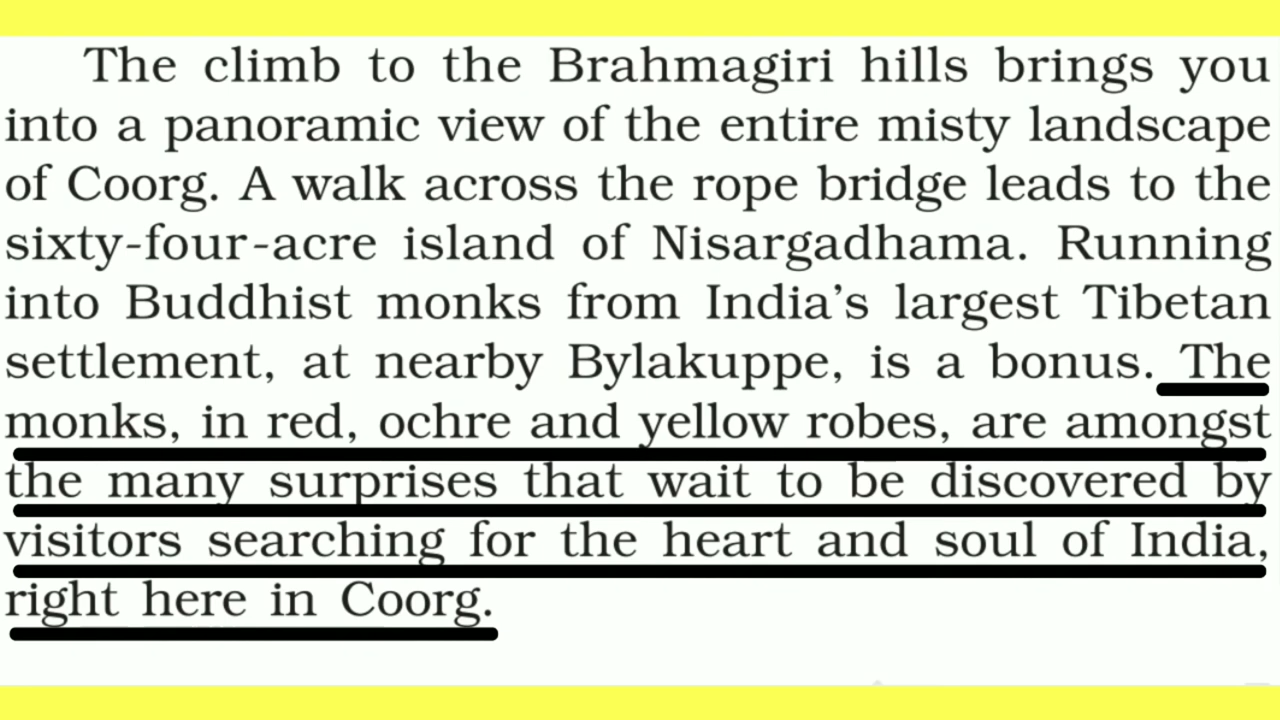 The climb to the Brahmagiri hills brings you
into a panoramic view of the entire misty landscape
of Coorg. A walk across the rope bridge leads to the
sixty-four-acre island of Nisargadhama. Running
into Buddhist monks from India’s largest Tibetan
settlement, at nearby Bylakuppe, is a bonus. The
monks, in red, ochre and yellow robes, are amongst
the many surprises that wait to be discovered by
visitors searching for the heart and soul of India,
right here in Coorg.